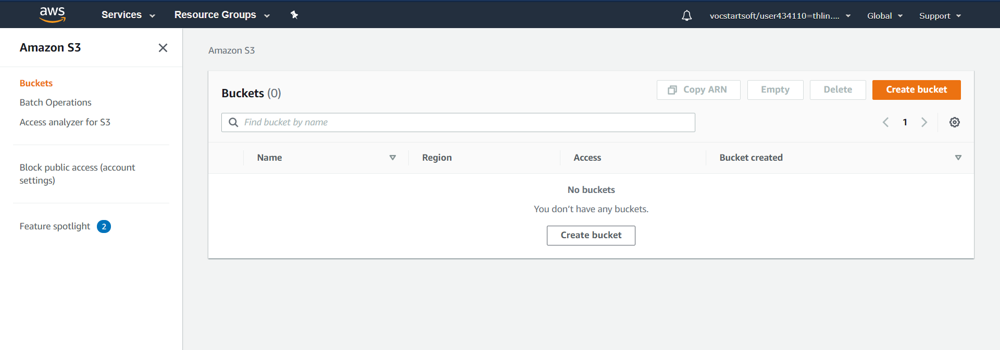 aws Services Resource Groups vocstartsoft/user434110=thlin.... Global Support
Amazon S3
Buckets
Batch Operations
Access analyzer for S3
Block public access (account
settings)
Feature spotlight 2
Amazon S3
Buckets (0) Copy ARN Empty Delete Create bucket
Find bucket by name 1
Name Region Access Bucket created
No buckets
You don’t have any buckets.
Create bucket